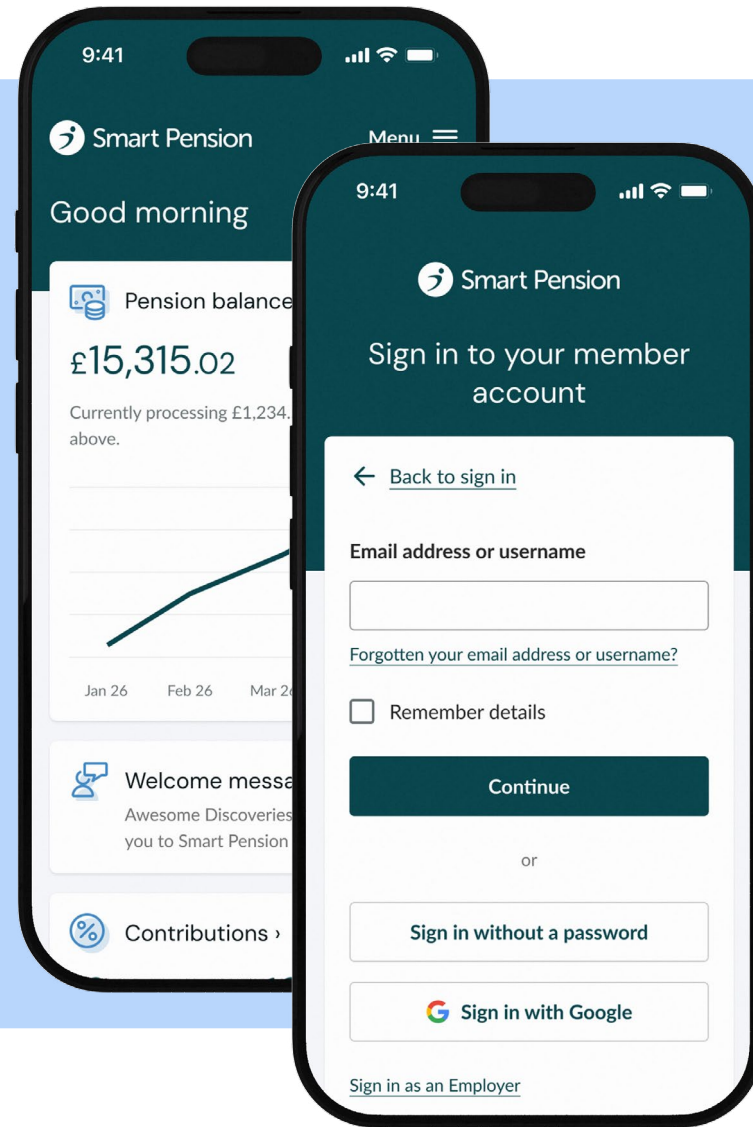 9:41
Smart Pension
Menu
Good morning
Pension balance
£15,315.02
Currently processing £1,234.
above.
Jan 26 Feb 26 Mar 26
Welcome messa
Awesome Discoveries
you to Smart Pension
Contributions ›
9:41
Smart Pension
Sign in to your member
account
← Back to sign in
Email address or username
Forgotten your email address or username?
Remember details
Continue
or
Sign in without a password
Sign in with Google
Sign in as an Employer